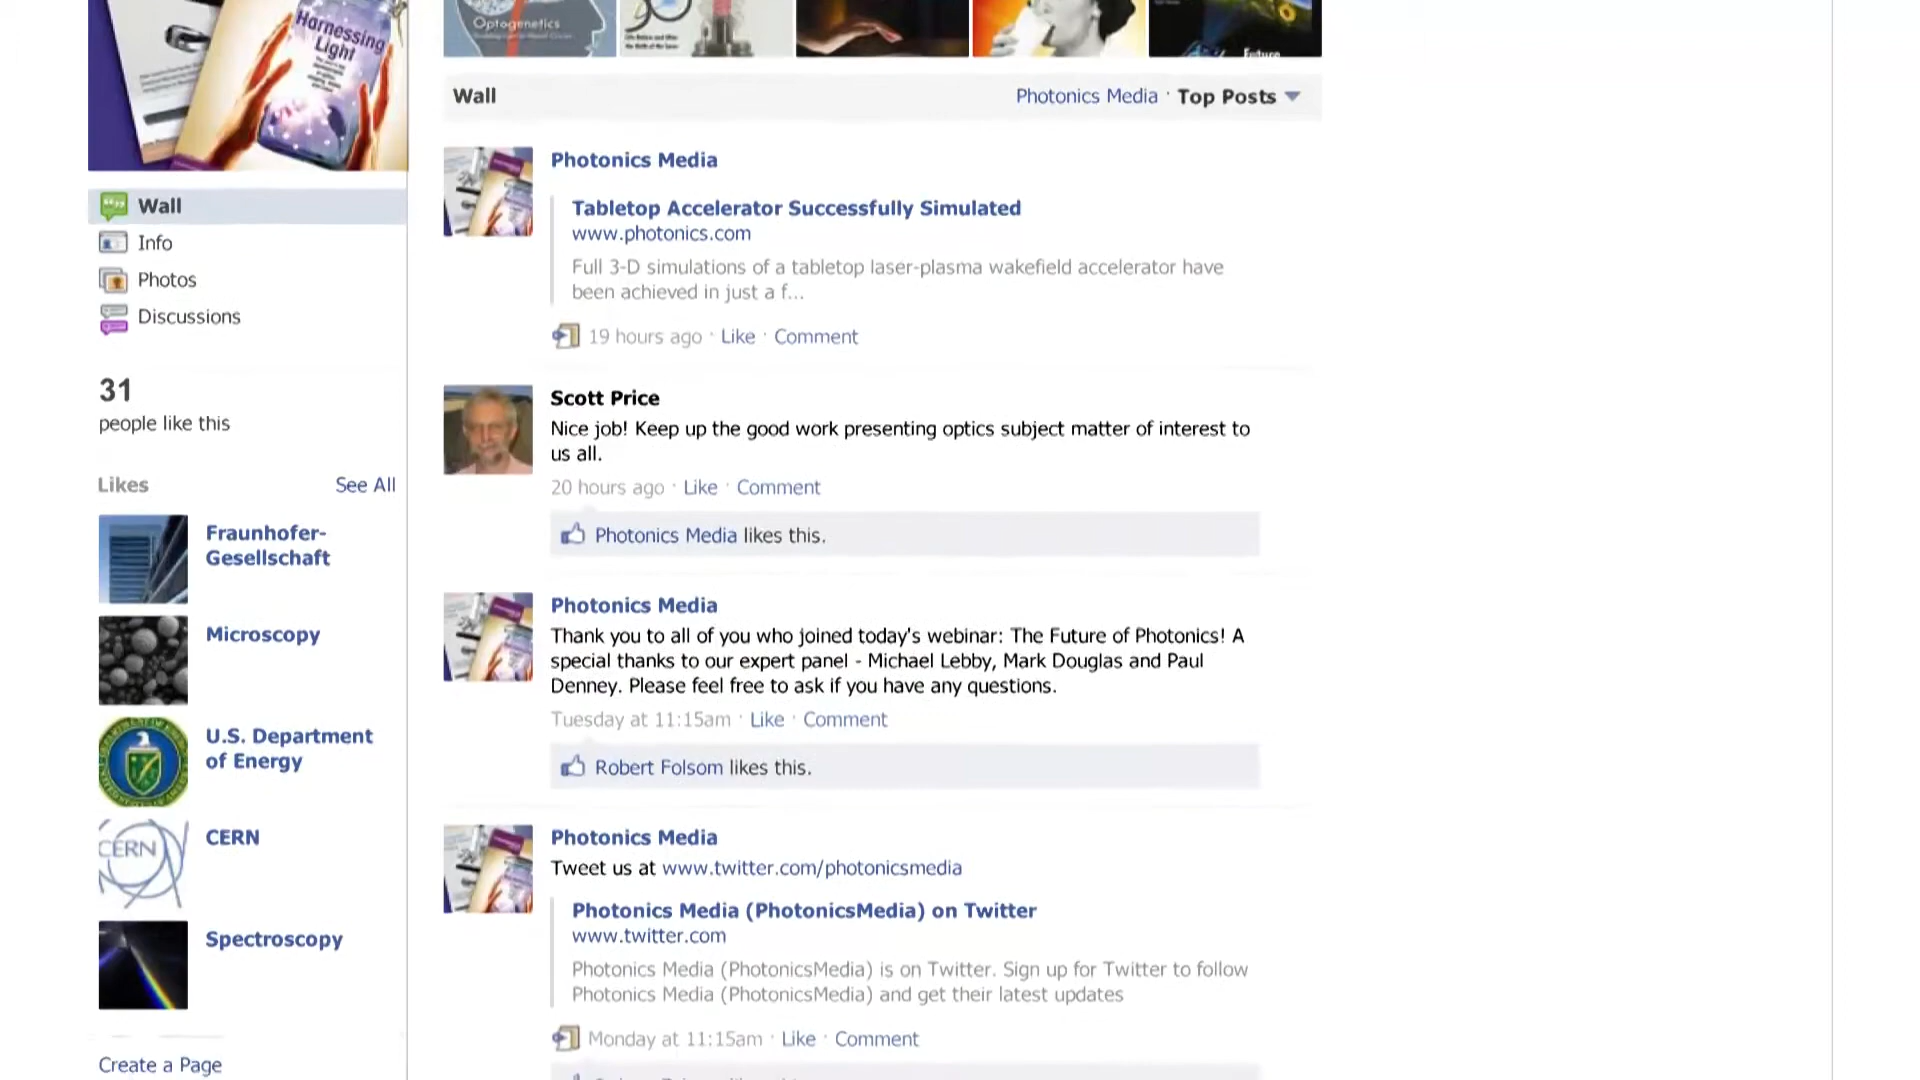 Harnessing
Light
Optogenetics
Future
Wall
Photonics Media · Top Posts
Photonics Media
Tabletop Accelerator Successfully Simulated
www.photonics.com
Full 3-D simulations of a tabletop laser-plasma wakefield accelerator have
been achieved in just a f...
19 hours ago · Like · Comment
Wall
Info
Photos
Discussions
31
people like this
Likes
See All
Fraunhofer-
Gesellschaft
Microscopy
U.S. Department
of Energy
CERN
CERN
Spectroscopy
Create a Page
Scott Price
Nice job! Keep up the good work presenting optics subject matter of interest to
us all.
20 hours ago · Like · Comment
Photonics Media likes this.
Photonics Media
Thank you to all of you who joined today's webinar: The Future of Photonics! A
special thanks to our expert panel - Michael Lebby, Mark Douglas and Paul
Denney. Please feel free to ask if you have any questions.
Tuesday at 11:15am · Like · Comment
Robert Folsom likes this.
Photonics Media
Tweet us at www.twitter.com/photonicsmedia
Photonics Media (PhotonicsMedia) on Twitter
www.twitter.com
Photonics Media (PhotonicsMedia) is on Twitter. Sign up for Twitter to follow
Photonics Media (PhotonicsMedia) and get their latest updates
Monday at 11:15am · Like · Comment